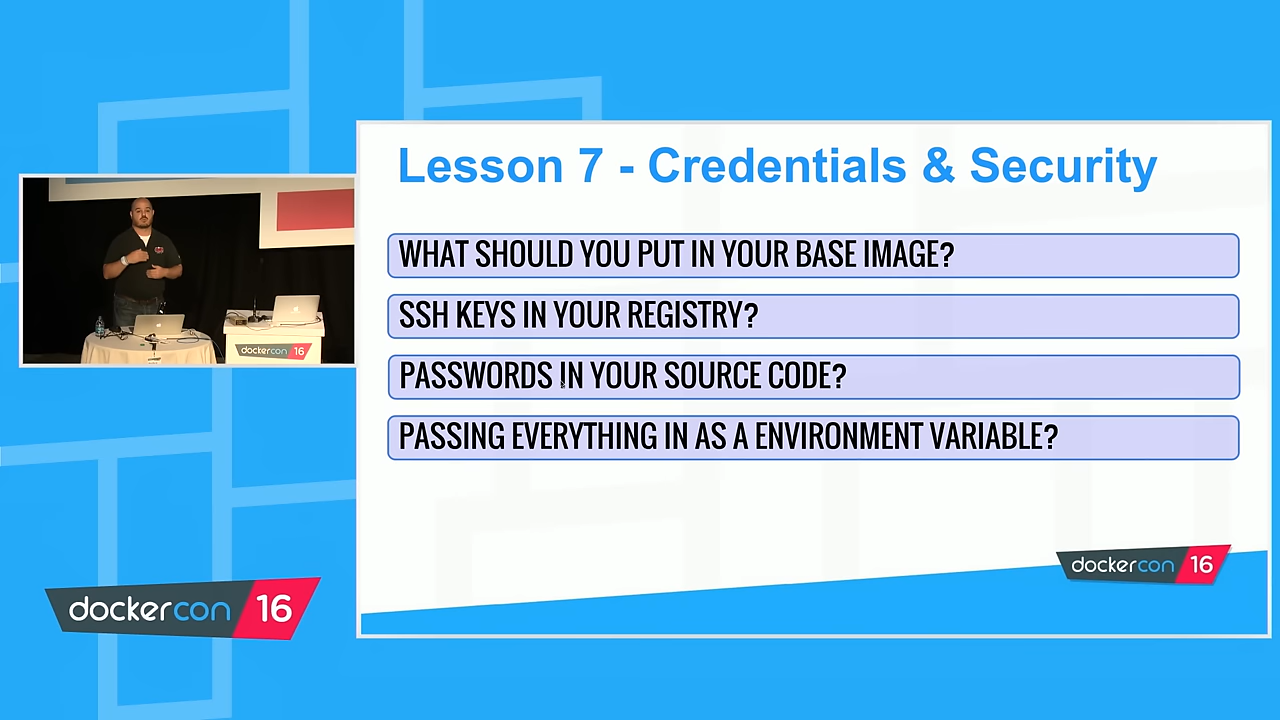 Lesson 7 - Credentials & Security
WHAT SHOULD YOU PUT IN YOUR BASE IMAGE?
SSH KEYS IN YOUR REGISTRY?
PASSWORDS IN YOUR SOURCE CODE?
PASSING EVERYTHING IN AS A ENVIRONMENT VARIABLE?
dockercon 16
dockercon 16
dockercon 16